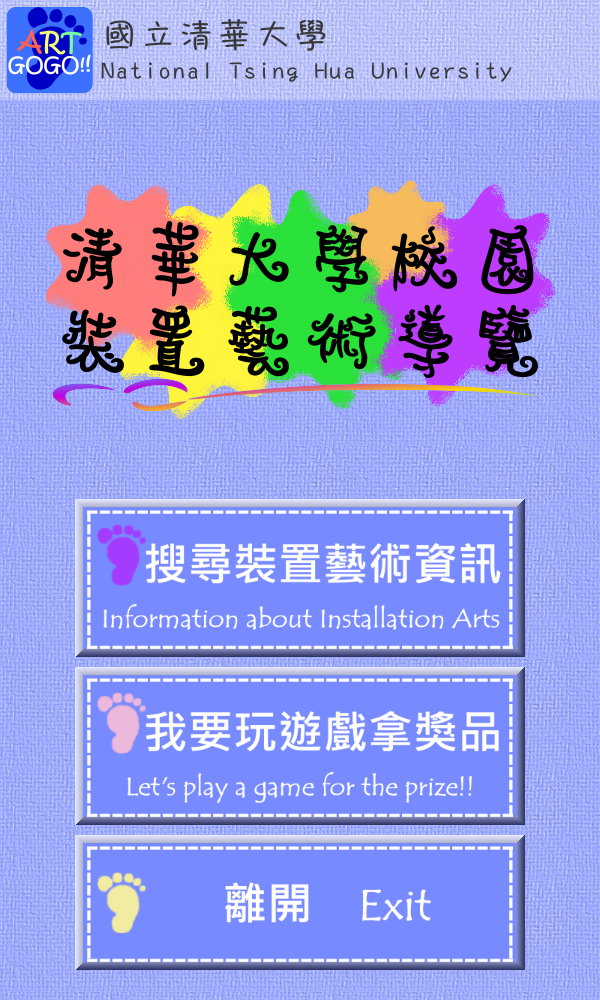 ART
GOGO!!
國立清華大學
National Tsing Hua University
清華大學校園
裝置藝術導覽
搜尋裝置藝術資訊
Information about Installation Arts
我要玩遊戲拿獎品
Let's play a game for the prize!!
離開 Exit